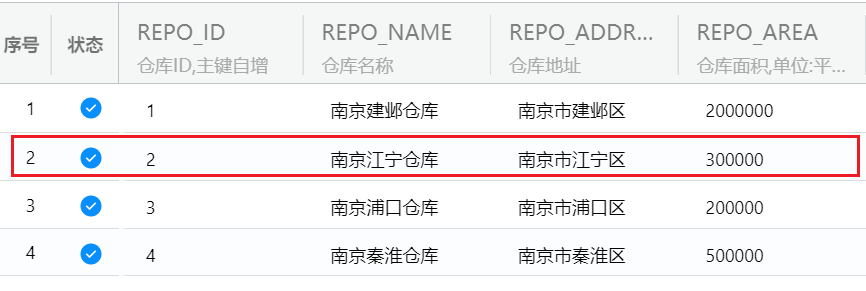 序号 状态 REPO_ID REPO_NAME REPO_ADDR... REPO_AREA
仓库ID,主键自增 仓库名称 仓库地址 仓库面积,单位:平...
1 1 南京建邺仓库 南京市建邺区 2000000
2 2 南京江宁仓库 南京市江宁区 300000
3 3 南京浦口仓库 南京市浦口区 200000
4 4 南京秦淮仓库 南京市秦淮区 500000